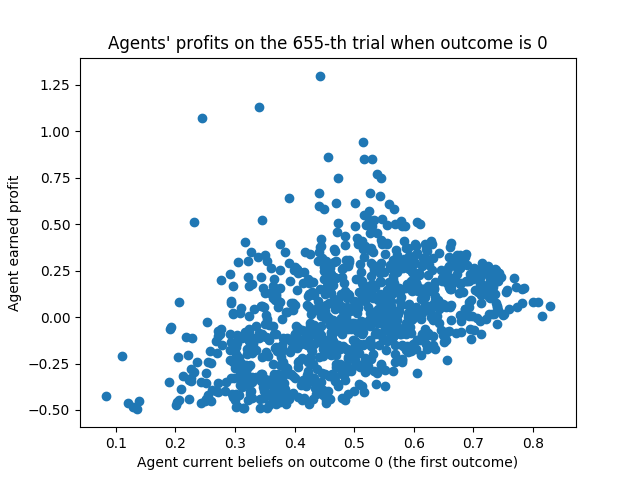 Agents' profits on the 655-th trial when outcome is 0
1.25
1.00
0.75
0.50
0.25
0.00
−0.25
−0.50
Agent earned profit
0.1 0.2 0.3 0.4 0.5 0.6 0.7 0.8
Agent current beliefs on outcome 0 (the first outcome)